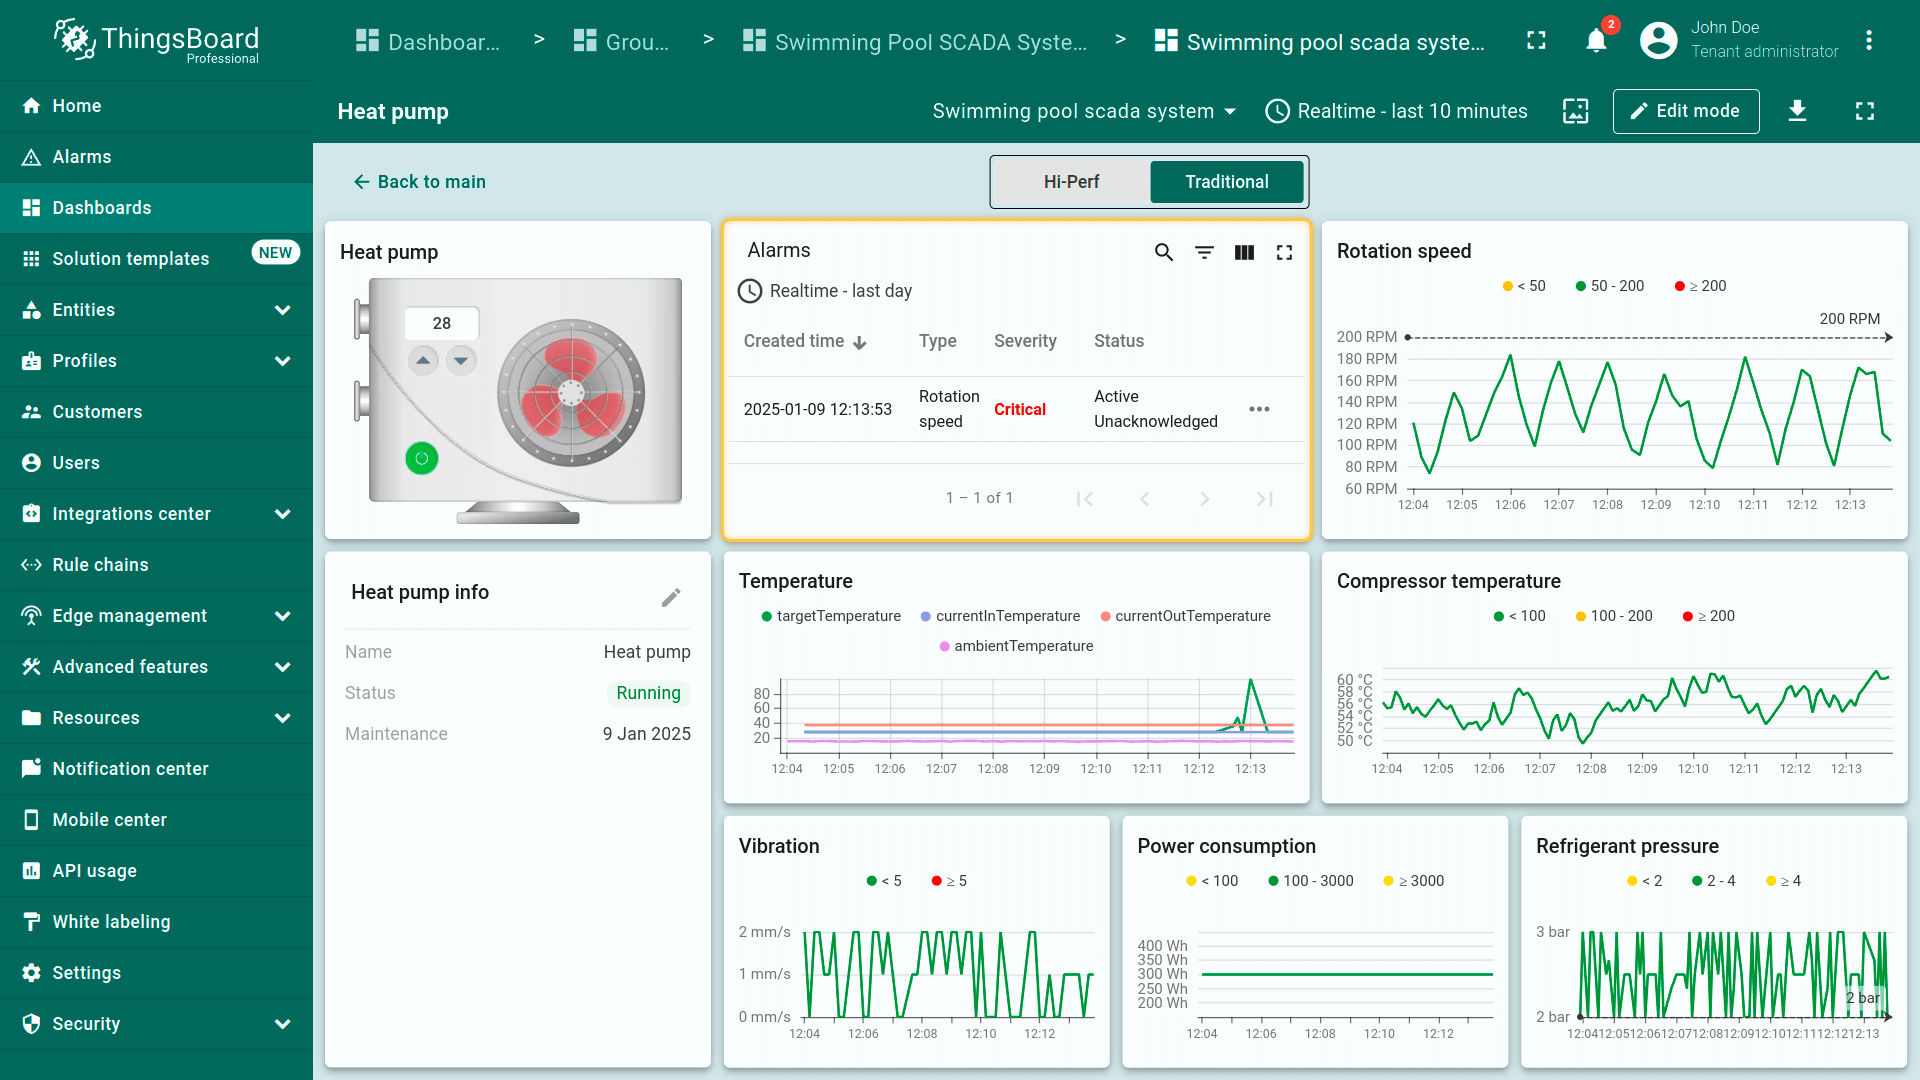 ThingsBoard
Professional
Dashboar... > Grou... > Swimming Pool SCADA Syste... > Swimming pool scada syste...
2
John Doe
Tenant administrator
Heat pump
Swimming pool scada system
Realtime - last 10 minutes
Edit mode
Home
Alarms
Dashboards
Solution templates NEW
Entities
Profiles
Customers
Users
Integrations center
Rule chains
Edge management
Advanced features
Resources
Notification center
Mobile center
API usage
White labeling
Settings
Security
Back to main
Hi-Perf
Traditional
Heat pump
28
Alarms
Realtime - last day
Created time Type Severity Status
2025-01-09 12:13:53
Rotation
speed
Critical
Active
Unacknowledged
1 – 1 of 1
Rotation speed
< 50 50 - 200 ≥ 200
200 RPM
200 RPM
180 RPM
160 RPM
140 RPM
120 RPM
100 RPM
80 RPM
60 RPM
12:04 12:05 12:06 12:07 12:08 12:09 12:10 12:11 12:12 12:13
Heat pump info
Name Heat pump
Status Running
Maintenance 9 Jan 2025
Temperature
targetTemperature currentInTemperature currentOutTemperature
ambientTemperature
80
60
40
20
12:04 12:05 12:06 12:07 12:08 12:09 12:10 12:11 12:12 12:13
Compressor temperature
< 100 100 - 200 ≥ 200
60 °C
58 °C
56 °C
54 °C
52 °C
50 °C
12:04 12:05 12:06 12:07 12:08 12:09 12:10 12:11 12:12 12:13
Vibration
< 5 ≥ 5
2 mm/s
1 mm/s
0 mm/s
12:04 12:06 12:08 12:10 12:12
Power consumption
< 100 100 - 3000 ≥ 3000
400 Wh
350 Wh
300 Wh
250 Wh
200 Wh
12:04 12:06 12:08 12:10 12:12
Refrigerant pressure
< 2 2 - 4 ≥ 4
3 bar
2 bar
2 bar
12:04 12:05 12:06 12:07 12:08 12:09 12:10 12:11 12:12 12:13